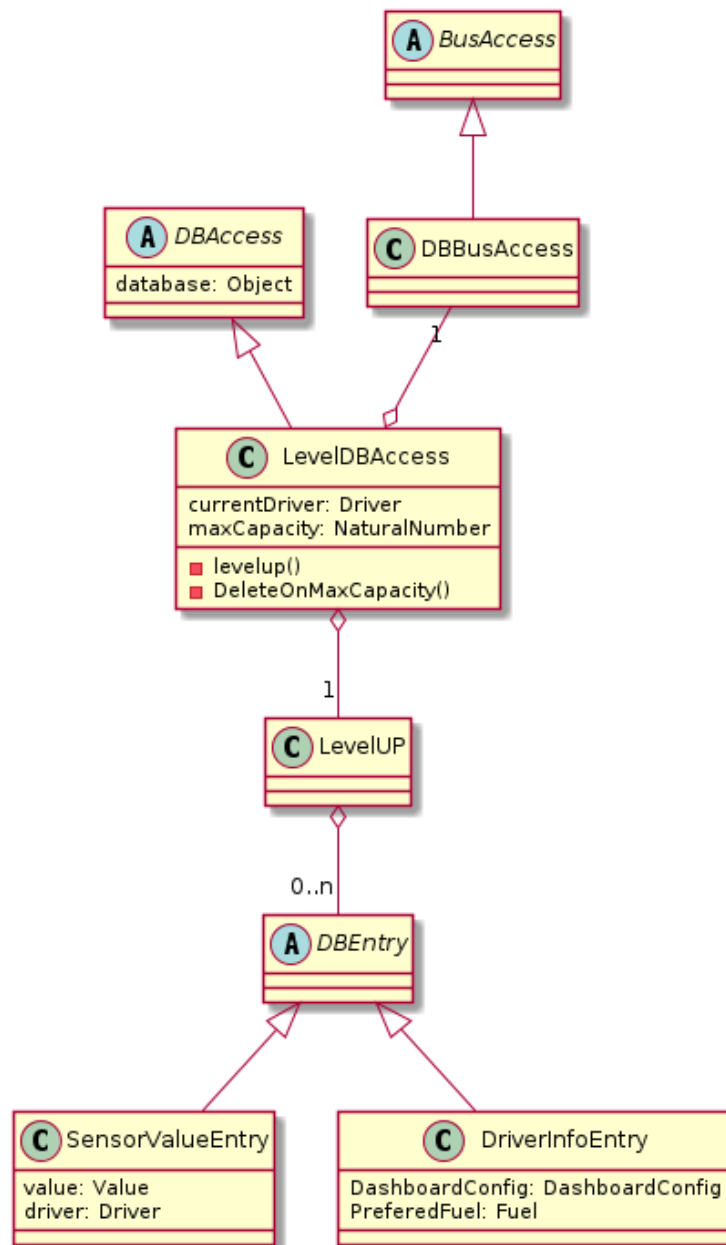 A BusAccess
A DBAccess
database: Object
C DBBusAccess
1
C LevelDBAccess
currentDriver: Driver
maxCapacity: NaturalNumber
levelup()
DeleteOnMaxCapacity()
1
C LevelUP
0..n
A DBEntry
C SensorValueEntry
value: Value
driver: Driver
C DriverInfoEntry
DashboardConfig: DashboardConfig
PreferedFuel: Fuel